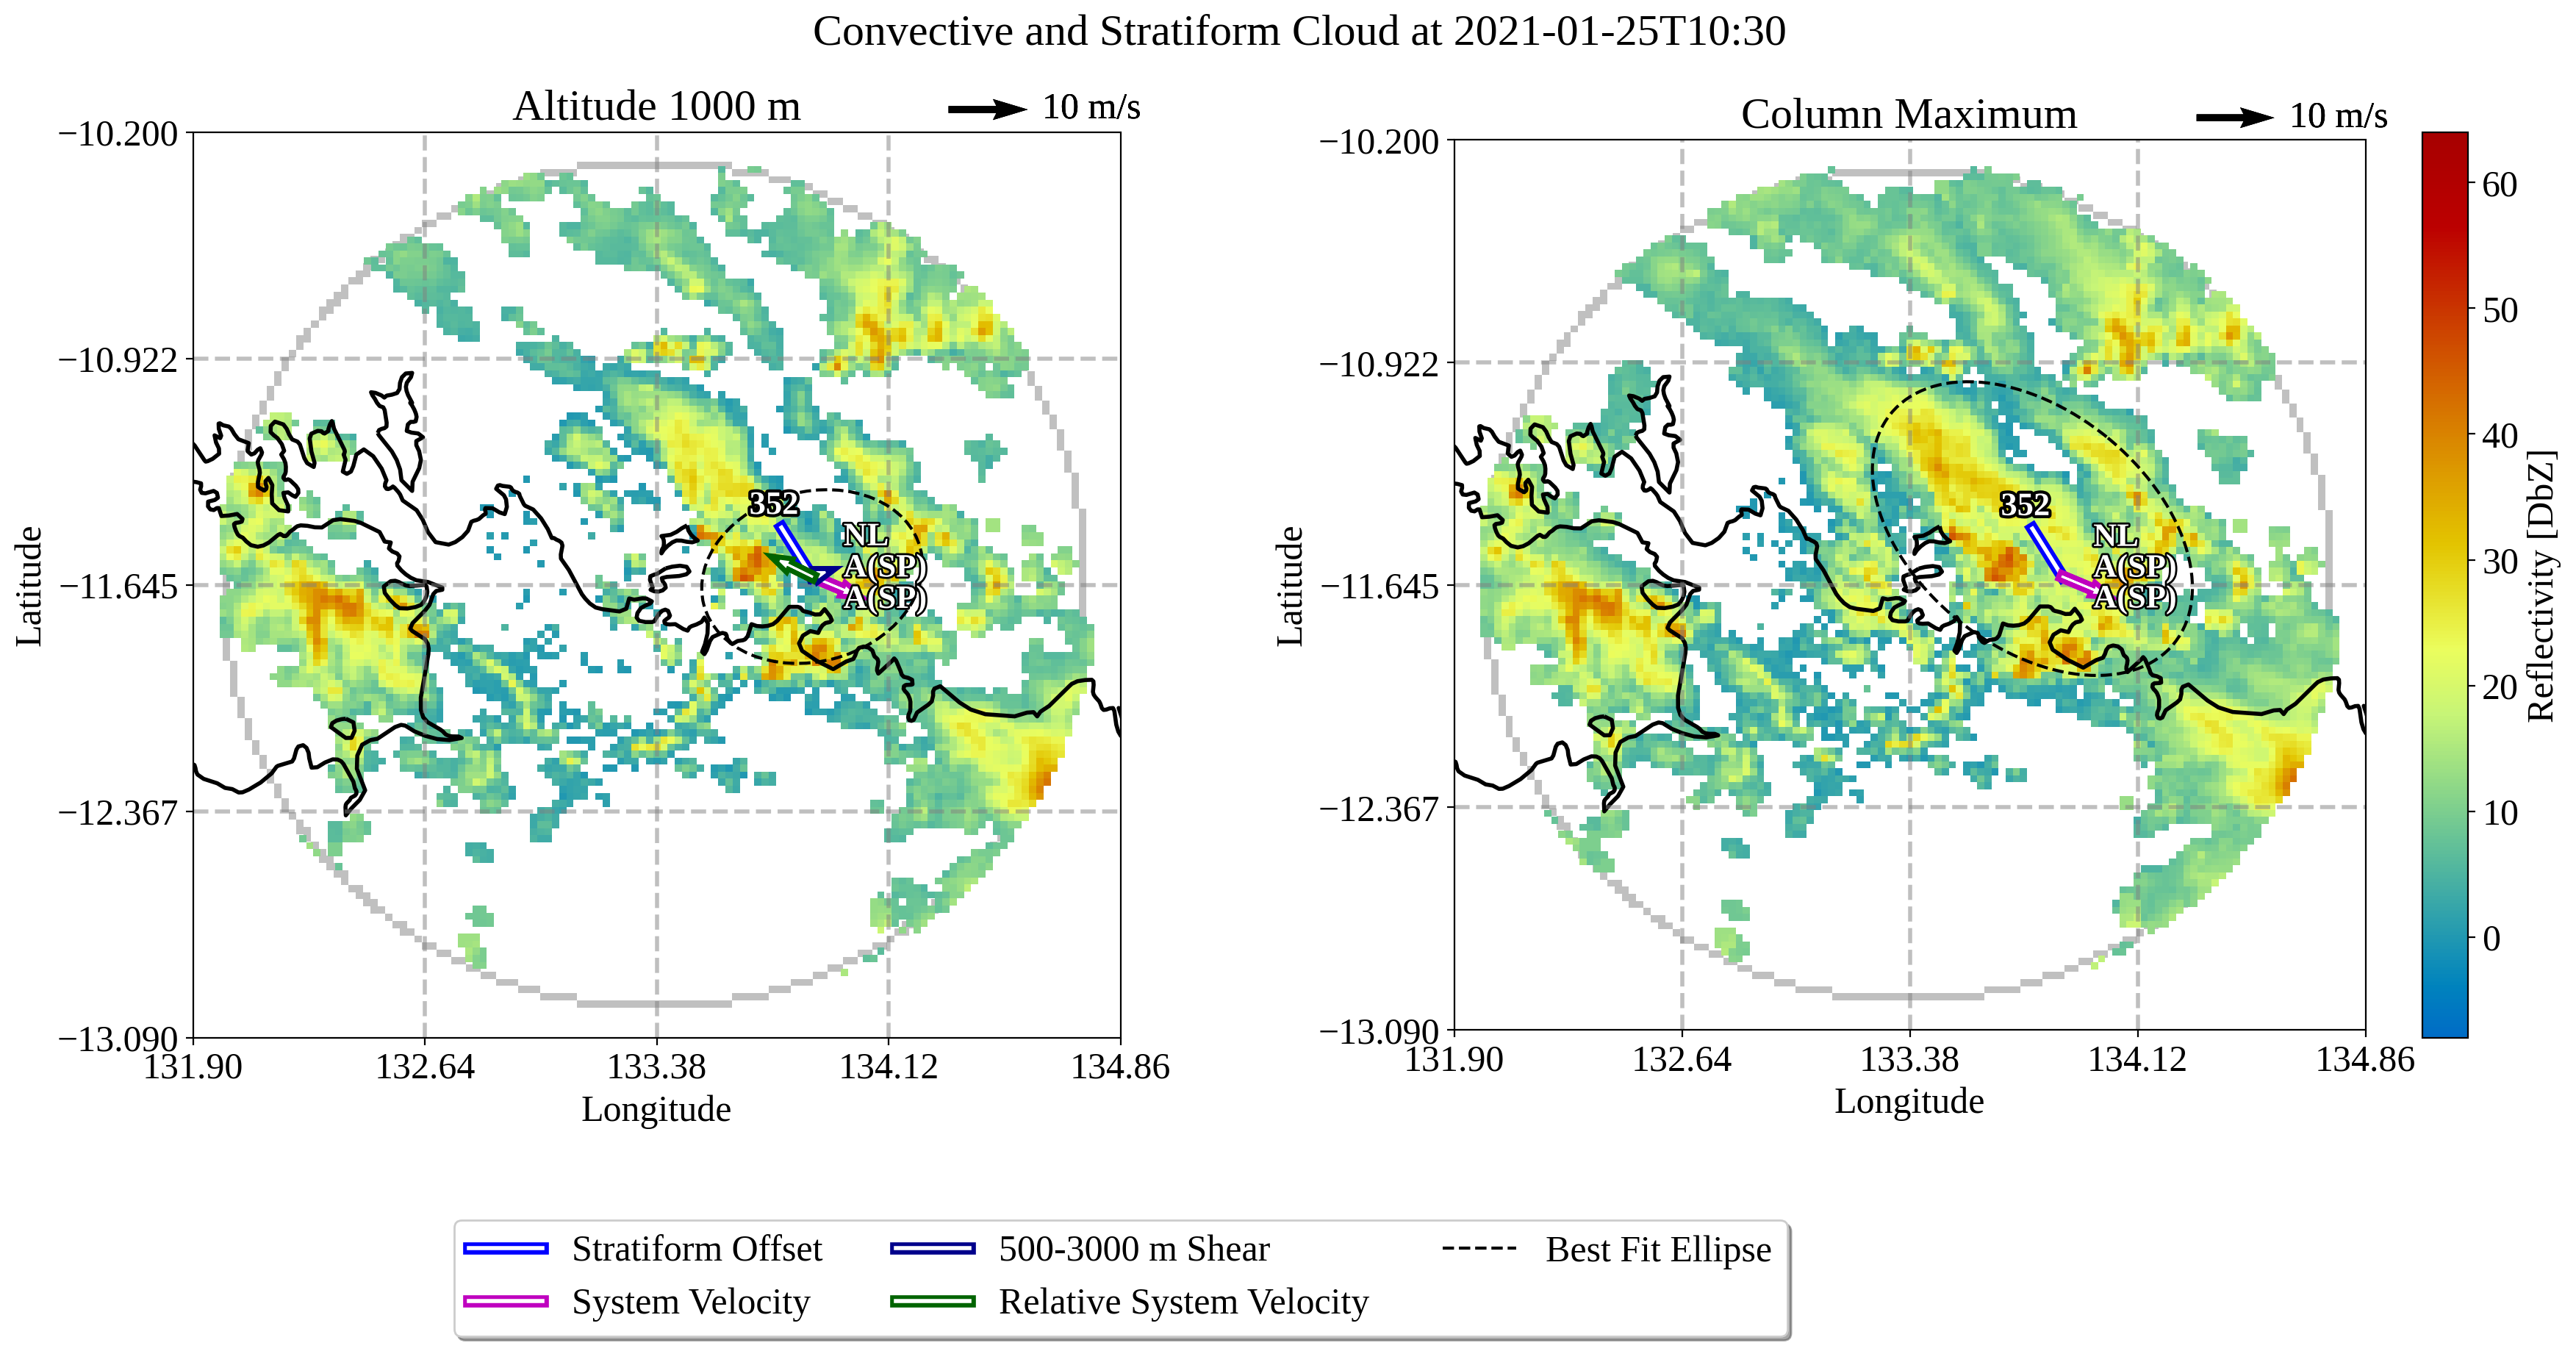 Convective and Stratiform Cloud at 2021-01-25T10:30
Altitude 1000 m
10 m/s
−10.200
−10.922
−11.645
−12.367
−13.090
Latitude
131.90
132.64
133.38
134.12
134.86
Longitude
352
NL
A(SP)
A(SP)
Column Maximum
10 m/s
−10.200
−10.922
−11.645
−12.367
−13.090
Latitude
131.90
132.64
133.38
134.12
134.86
Longitude
352
NL
A(SP)
A(SP)
60
50
40
30
20
10
0
Reflectivity [DbZ]
Stratiform Offset
System Velocity
500-3000 m Shear
Relative System Velocity
Best Fit Ellipse